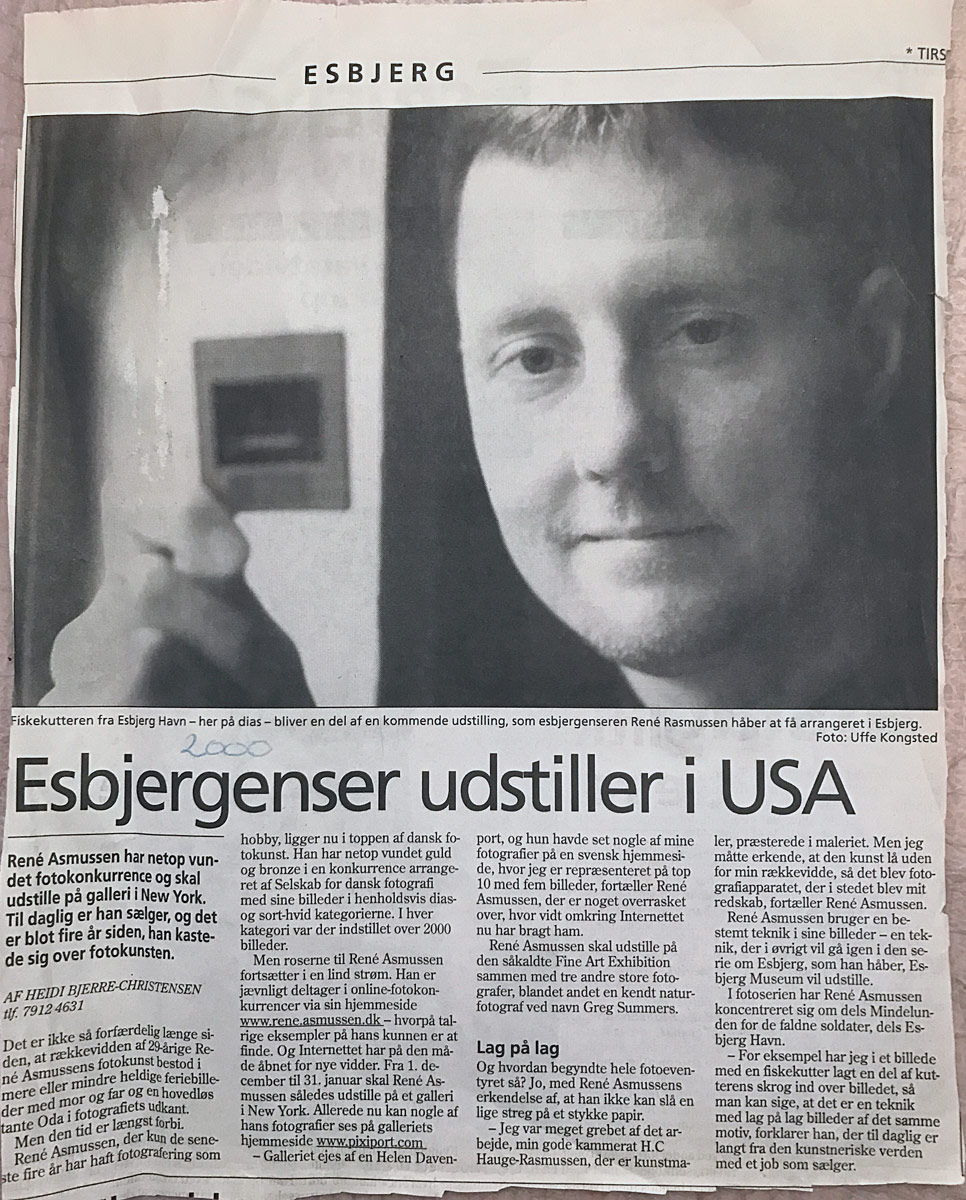 * TIRS
ESBJERG
Fiskekutteren fra Esbjerg Havn – her på dias – bliver en del af en kommende udstilling, som esbjergenseren René Rasmussen håber at få arrangeret i Esbjerg.
Foto: Uffe Kongsted
2000
Esbjergenser udstiller i USA
René Asmussen har netop vun-
det fotokonkurrence og skal
udstille på galleri i New York.
Til daglig er han sælger, og det
er blot fire år siden, han kaste-
de sig over fotokunsten.
AF HEIDI BJERRE-CHRISTENSEN
tlf. 7912 4631
Det er ikke så forfærdelig længe si-
den, at rækkevidden af 29-årige Re-
né Asmussens fotokunst bestod i
mere eller mindre heldige feriebille-
der med mor og far og en hovedløs
tante Oda i fotografiets udkant.
Men den tid er længst forbi.
René Asmussen, der kun de sene-
ste fire år har haft fotografering som
hobby, ligger nu i toppen af dansk fo-
tokunst. Han har netop vundet guld
og bronze i en konkurrence arrange-
ret af Selskab for dansk fotografi
med sine billeder i henholdsvis dias-
og sort-hvid kategorierne. I hver
kategori var der indstillet over 2000
billeder.
Men roserne til René Asmussen
fortsætter i en lind strøm. Han er
jævnligt deltager i online-fotokon-
kurrencer via sin hjemmeside
www.rene.asmussen.dk – hvorpå tal-
rige eksempler på hans kunnen er at
finde. Og Internettet har på den må-
de åbnet for nye vidder. Fra 1. de-
cember til 31. januar skal René As-
mussen således udstille på et galleri
i New York. Allerede nu kan nogle af
hans fotografier ses på galleriets
hjemmeside www.pixiport.com
– Galleriet ejes af en Helen Daven-
port, og hun havde set nogle af mine
fotografier på en svensk hjemmesi-
de, hvor jeg er repræsenteret på top
10 med fem billeder, fortæller René
Asmussen, der er noget overrasket
over, hvor vidt omkring Internettet
nu har bragt ham.
René Asmussen skal udstille på
den såkaldte Fine Art Exhibition
sammen med tre andre store foto-
grafer, blandet andet en kendt natur-
fotograf ved navn Greg Summers.
Lag på lag
Og hvordan begyndte hele fotoeven-
tyret så? Jo, med René Asmussens
erkendelse af, at han ikke kan slå en
lige streg på et stykke papir.
– Jeg var meget grebet af det ar-
bejde, min gode kammerat H.C
Hauge-Rasmussen, der er kunstma-
ler, præsterede i maleriet. Men jeg
måtte erkende, at den kunst lå uden
for min rækkevidde, så det blev foto-
grafiapparatet, der i stedet blev mit
redskab, fortæller René Asmussen.
René Asmussen bruger en be-
stemt teknik i sine billeder – en tek-
nik, der i øvrigt vil gå igen i den se-
rie om Esbjerg, som han håber, Es-
bjerg Museum vil udstille.
I fotoserien har René Asmussen
koncentreret sig om dels Mindelun-
den for de faldne soldater, dels Es-
bjerg Havn.
– For eksempel har jeg i et billede
med en fiskekutter lagt en del af kut-
terens skrog ind over billedet, så
man kan sige, at det er en teknik
med lag på lag billeder af det samme
motiv, forklarer han, der til daglig er
langt fra den kunstneriske verden
med et job som sælger.